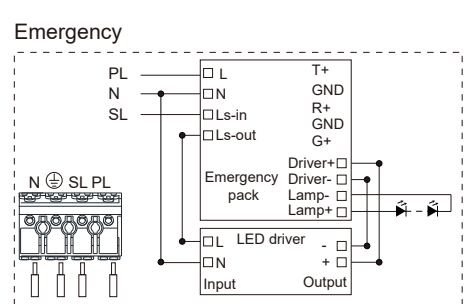 Emergency
PL
N
SL
L
N
Ls-in
Ls-out
T+
GND
R+
GND
G+
Driver+
Emergency Driver-
pack Lamp-
Lamp+
N SL PL
L LED driver -
N +
Input Output